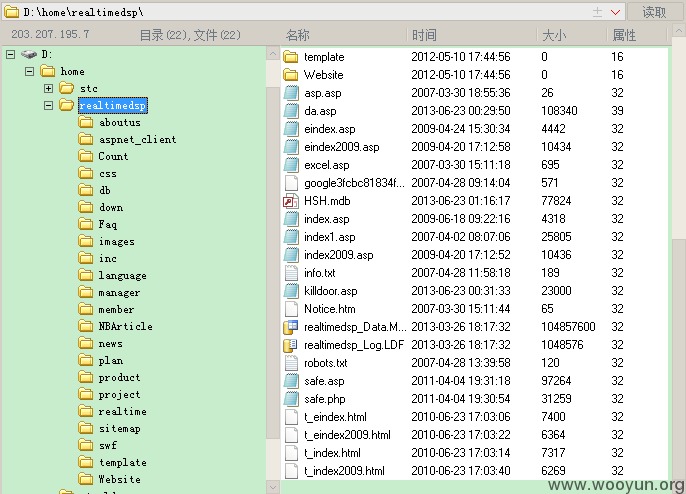 D:\home\realtimedsp\ 读取
203.207.195.7 目录(22),文件(22) 名称 时间 大小 属性
D:
home
stc
realtimedsp
aboutus
aspnet_client
Count
css
db
down
Faq
images
inc
language
manager
member
NBArticle
news
plan
product
project
realtime
sitemap
swf
template
Website
template 2012-05-10 17:44:56 0 16
Website 2012-05-10 17:44:56 0 16
asp.asp 2007-03-30 18:55:36 26 32
da.asp 2013-06-23 00:29:50 108340 39
eindex.asp 2009-04-24 15:30:34 4442 32
eindex2009.asp 2009-04-20 17:12:58 10434 32
excel.asp 2007-03-30 15:11:18 695 32
google3fcbc81834f... 2007-04-28 09:14:04 571 32
HSH.mdb 2013-06-23 01:16:17 77824 32
index.asp 2009-06-18 09:22:16 4318 32
index1.asp 2007-04-02 08:07:06 25805 32
index2009.asp 2009-04-20 17:12:52 10436 32
info.txt 2007-04-28 11:58:18 189 32
killdoor.asp 2013-06-23 00:31:33 23000 32
Notice.htm 2007-03-30 15:11:44 65 32
realtimedsp_Data.M... 2013-03-26 18:17:32 104857600 32
realtimedsp_Log.LDF 2013-03-26 18:17:32 1048576 32
robots.txt 2007-04-28 13:39:58 120 32
safe.asp 2011-04-04 19:31:18 97264 32
safe.php 2011-04-04 19:30:54 31259 32
t_eindex.html 2010-06-23 17:03:06 7400 32
t_eindex2009.html 2010-06-23 17:03:22 6364 32
t_index.html 2010-06-23 17:03:14 7317 32
t_index2009.html 2010-06-23 17:03:40 6269 32
www.wooyun.org